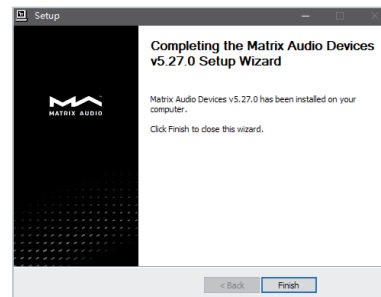 Setup
Completing the Matrix Audio Devices
v5.27.0 Setup Wizard
MATRIX AUDIO
Matrix Audio Devices v5.27.0 has been installed on your
computer.
Click Finish to close this wizard.
< Back
Finish